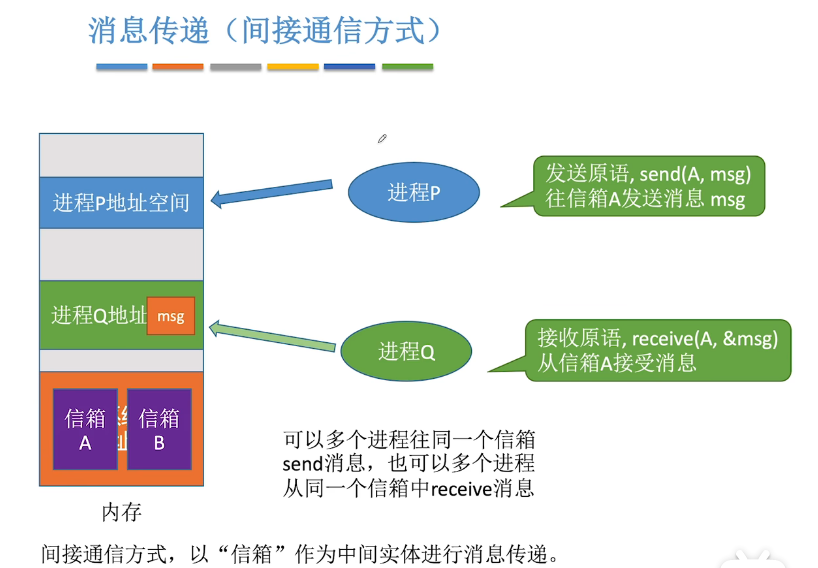 消息传递（间接通信方式）
进程P地址空间
进程P
发送原语, send(A, msg)
往信箱A发送消息 msg
进程Q地址
msg
进程Q
接收原语, receive(A, &msg)
从信箱A接受消息
信箱
A
信箱
B
可以多个进程往同一个信箱
send消息，也可以多个进程
从同一个信箱中receive消息
内存
间接通信方式，以“信箱”作为中间实体进行消息传递。